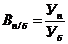 Вп/б = Уп / Уб